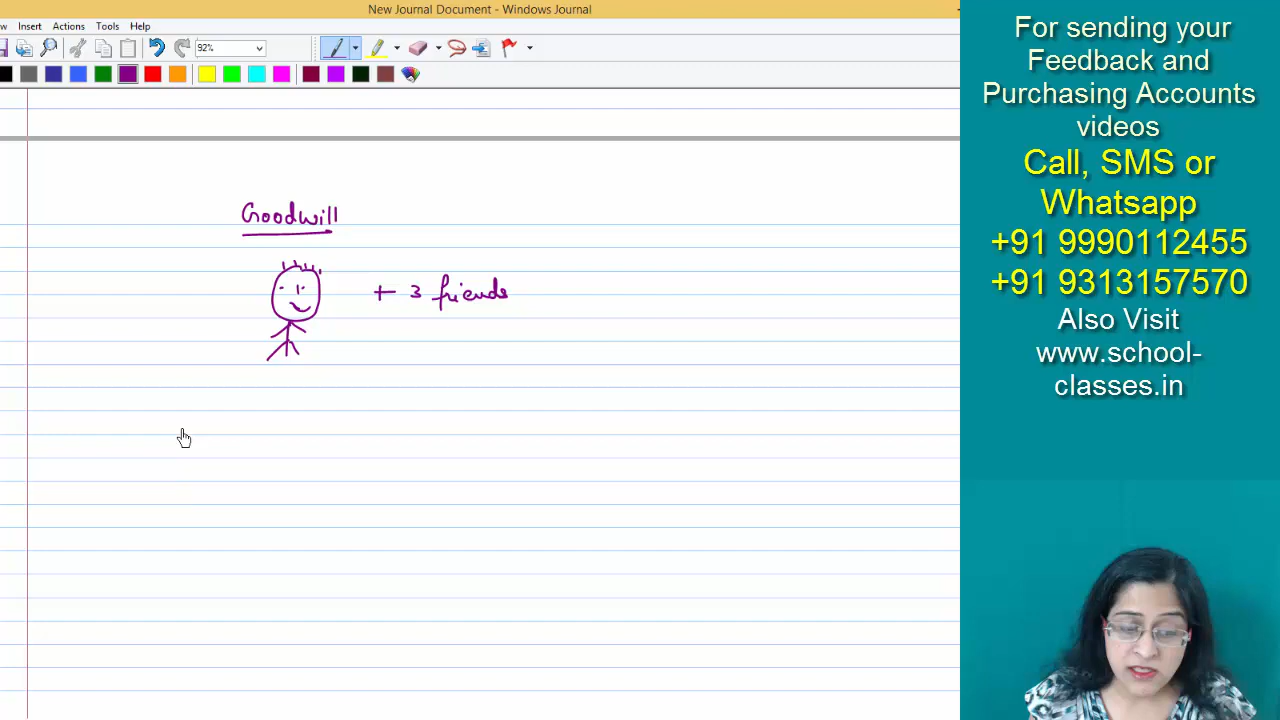 New Journal Document - Windows Journal
Insert Actions Tools Help
92%
Goodwill
+ 3 friends
For sending your
Feedback and
Purchasing Accounts
videos
Call, SMS or
Whatsapp
+91 9990112455
+91 9313157570
Also Visit
www.school-
classes.in